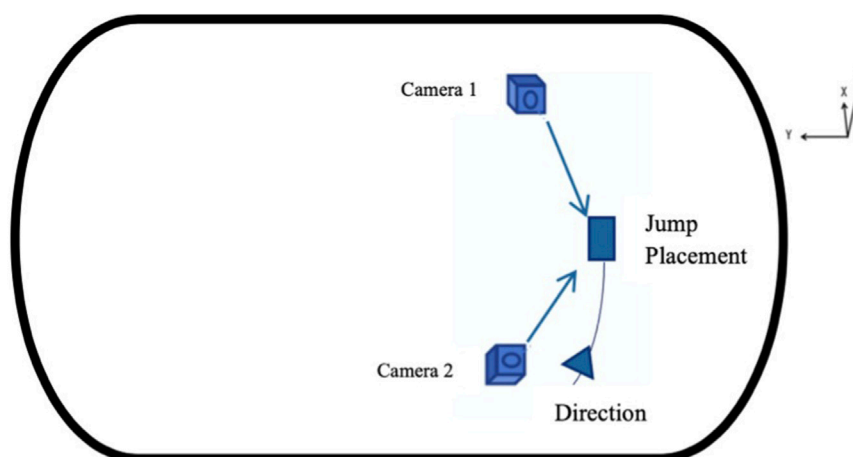 Camera 1
X
Y
Jump
Placement
Camera 2
Direction